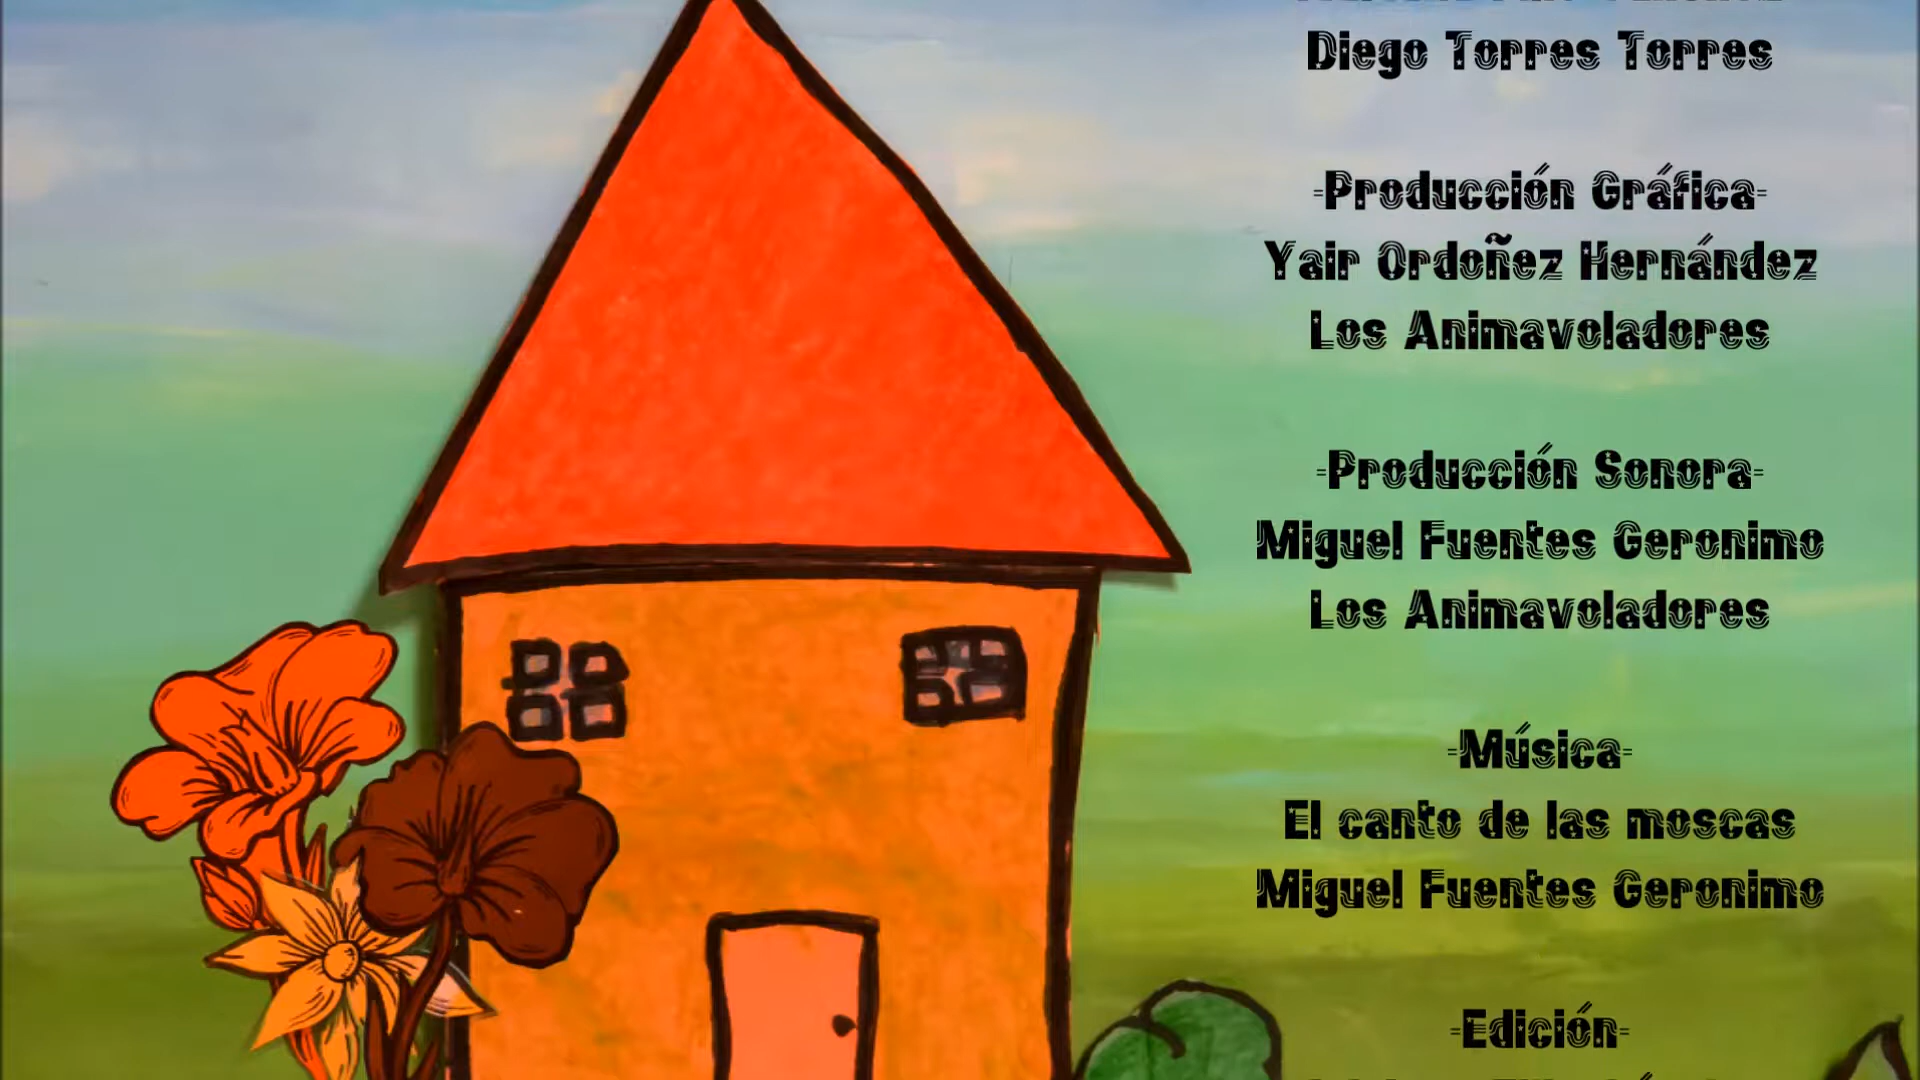 Diego Torres Torres
-Producción Gráfica-
Yair Ordoñez Hernández
Los Animavoladores
-Producción Sonora-
Miguel Fuentes Geronimo
Los Animavoladores
-Música-
El canto de las moscas
Miguel Fuentes Geronimo
-Edición-